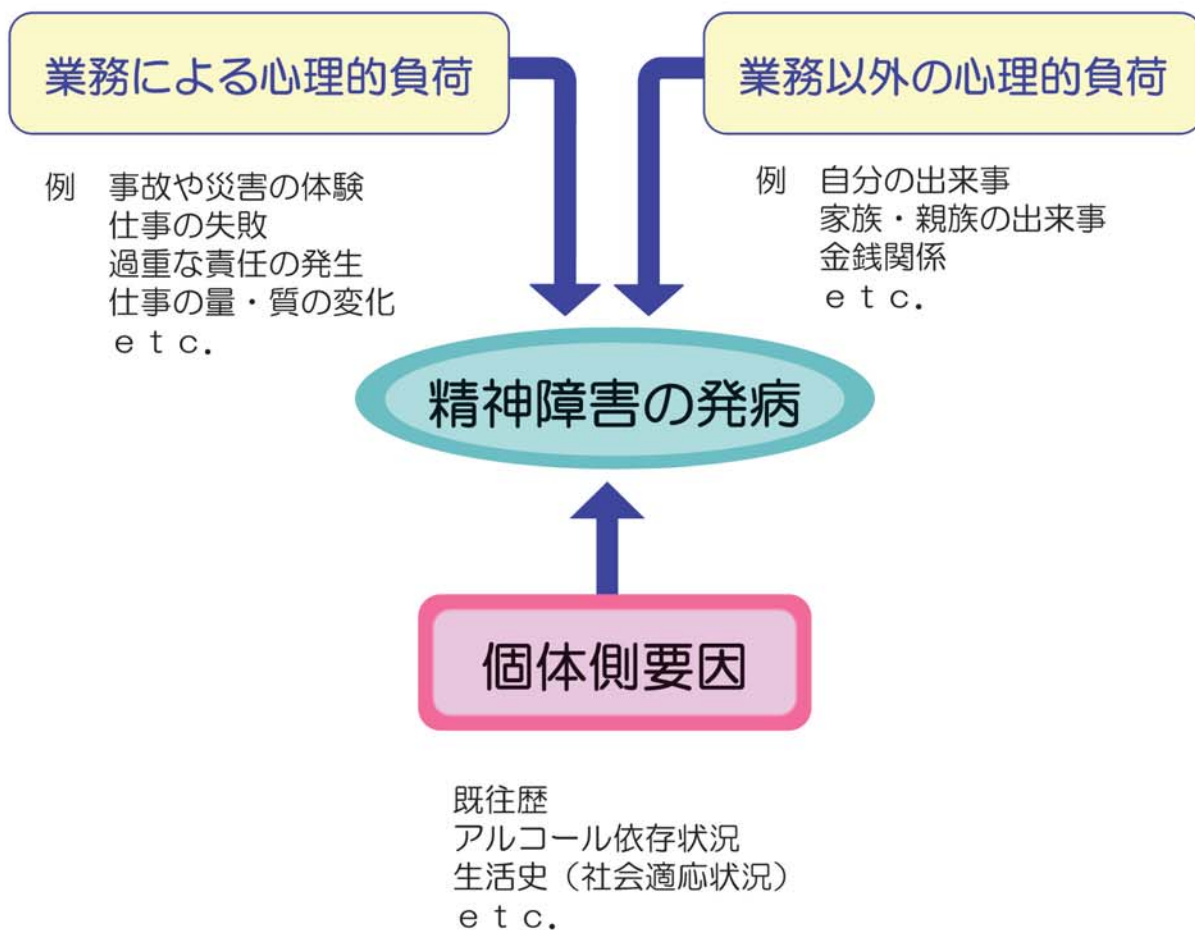 業務による心理的負荷
例　事故や災害の体験
仕事の失敗
過重な責任の発生
仕事の量・質の変化
ｅｔｃ．
業務以外の心理的負荷
例　自分の出来事
家族・親族の出来事
金銭関係
ｅｔｃ．
精神障害の発病
個体側要因
既往歴
アルコール依存状況
生活史（社会適応状況）
ｅｔｃ．